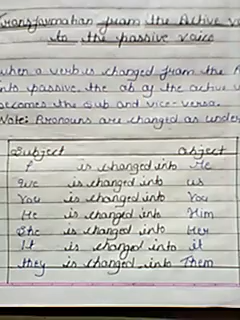 Transformation from the Active v
to the passive voice
when a verb is changed from the A
into passive. the ob of the active v
becomes the sub and vice-versa.
Note: Pronouns are changed as under
Subject object
I is changed into Me
We is changed into us
You is changed into You
He is changed into Him
She is changed into Her
It is changed into it
they is changed into Them